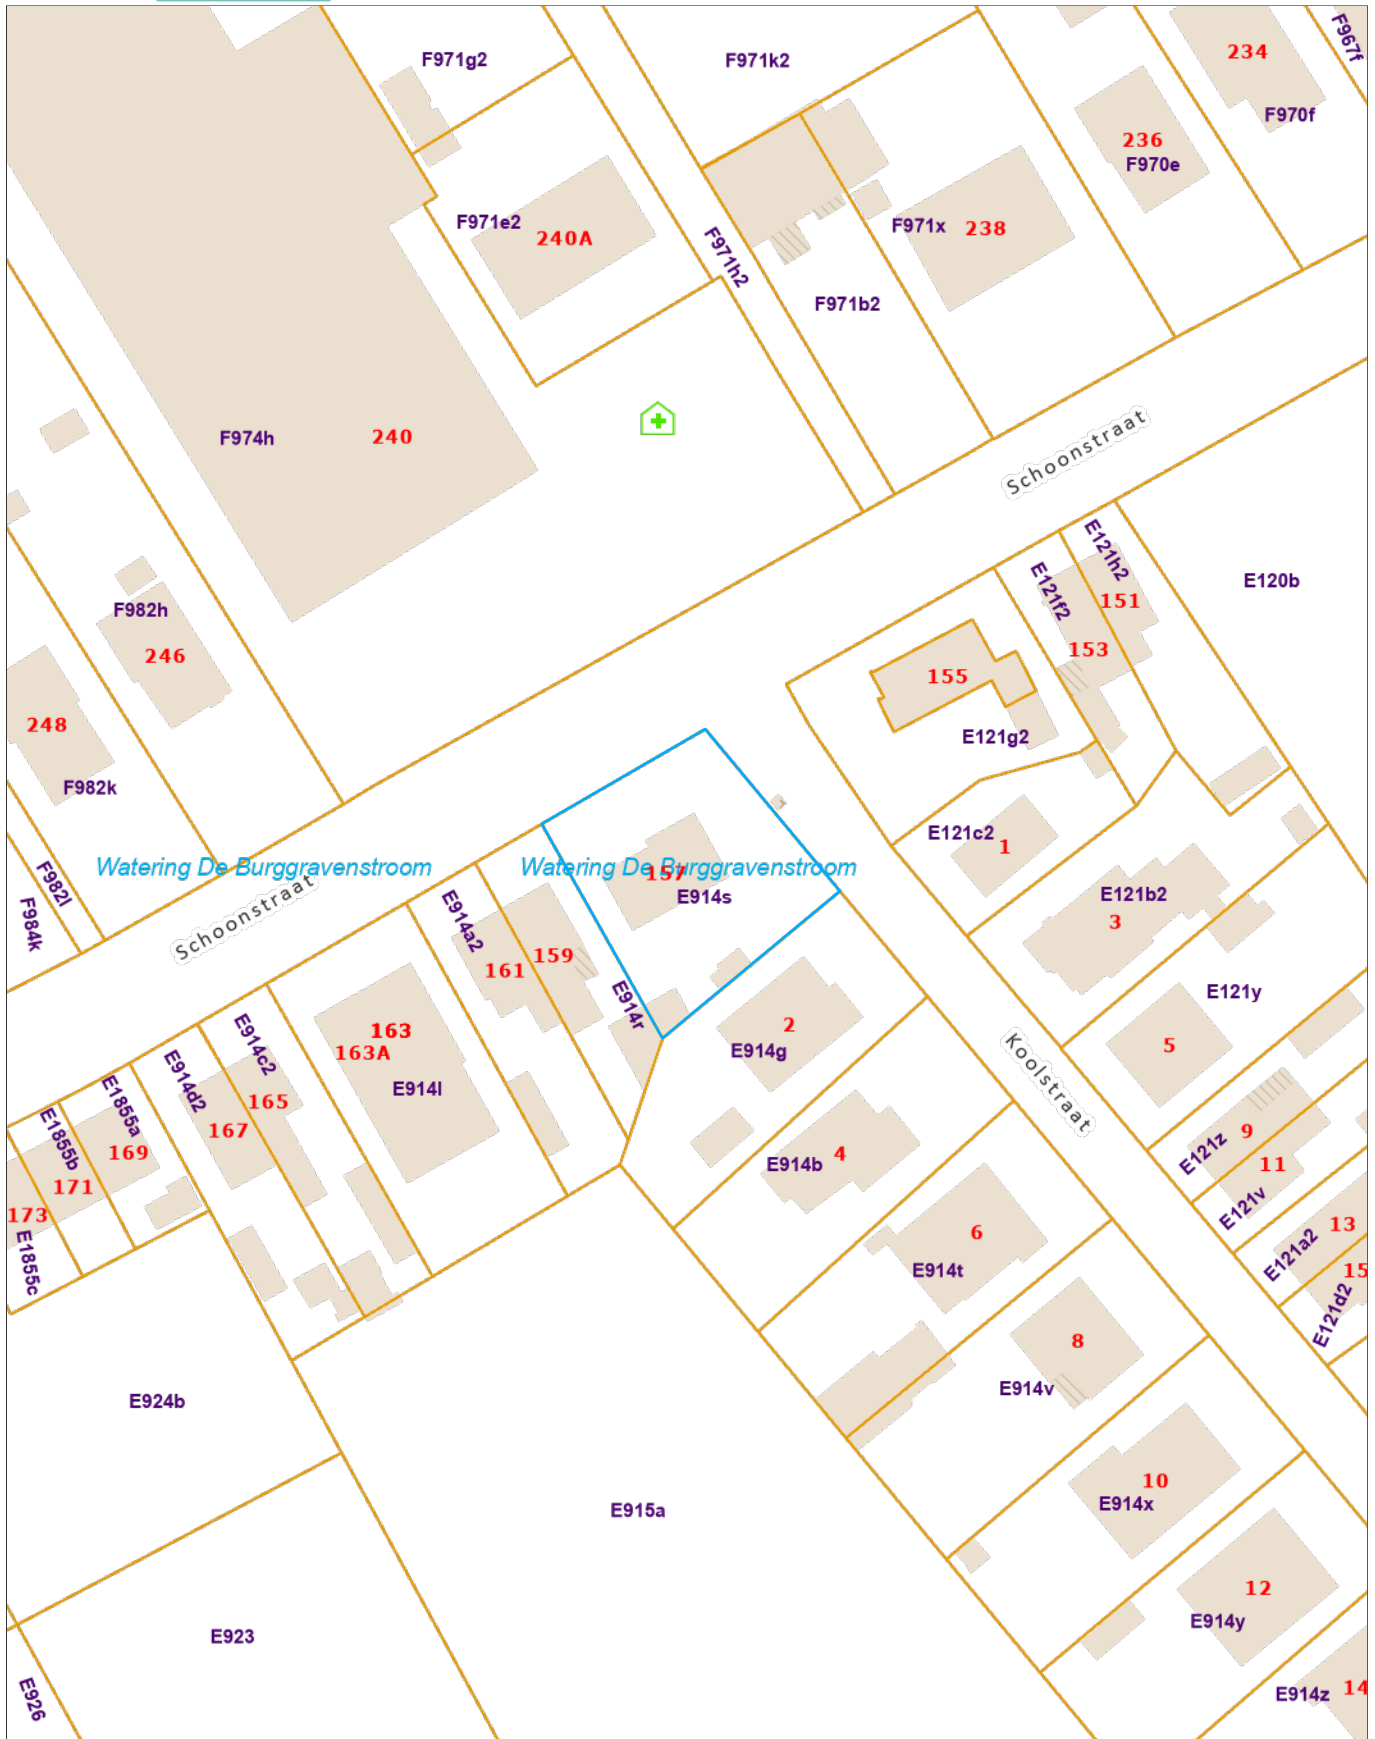 F967f
234
F971g2
F971k2
F970f
236
F970e
F971e2
240A
F971x
238
F971h2
F971b2
F974h
240
Schoonstraat
E121h2
E120b
E121f2
151
F982h
246
153
155
248
E121g2
F982k
E121c2
1
Watering De Burggravenstroom
Watering De Burggravenstroom
157
E914s
E121b2
3
F982l
F984k
Schoonstraat
E914a2
159
161
E914r
E121y
163
163A
2
E914g
5
Koolstraat
E914c2
E914l
E914d2
165
167
E1855a
E1855b
169
171
173
E1855c
E914b
4
9
E121z
11
E121v
13
E121a2
15
E121d2
6
E914t
8
E914v
E924b
10
E914x
E915a
12
E914y
E923
E926
E914z
14